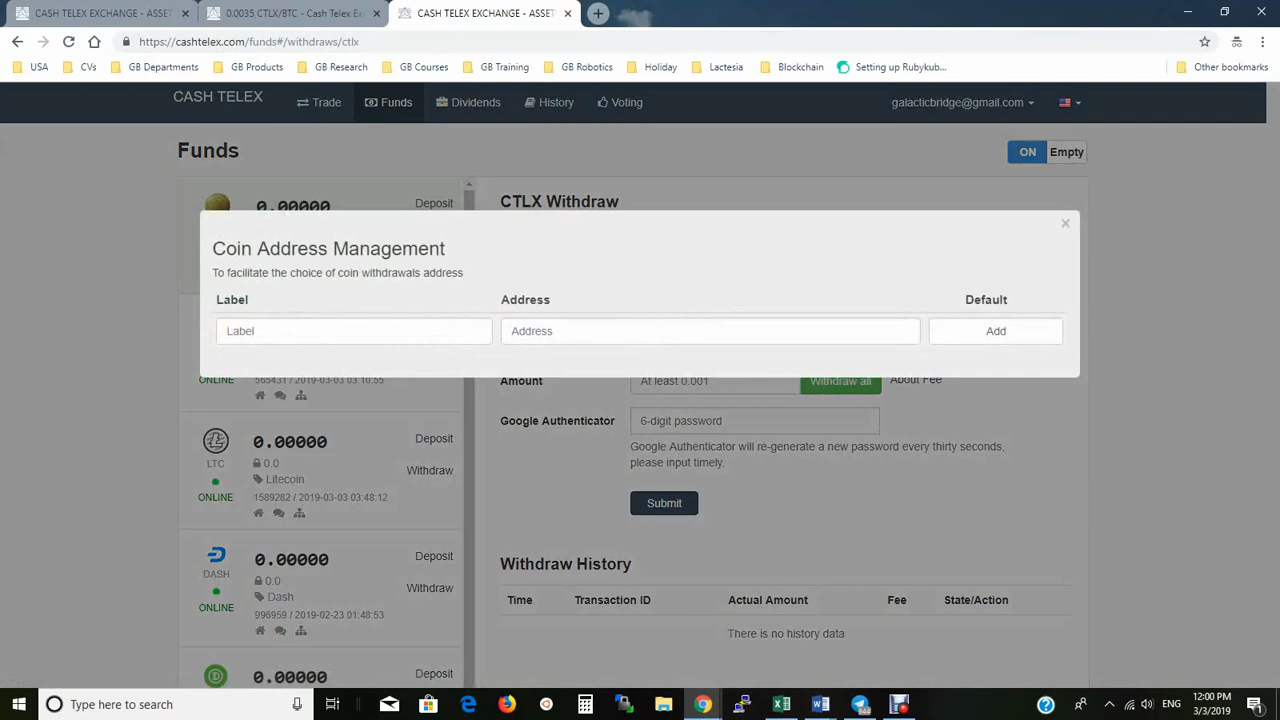 CASH TELEX EXCHANGE - ASSET
0.0035 CTLX/BTC - Cash Telex Ex
CASH TELEX EXCHANGE - ASSET
https://cashtelex.com/funds#/withdraws/ctlx
USA
CVs
GB Departments
GB Products
GB Research
GB Courses
GB Training
GB Robotics
Holiday
Lactesia
Blockchain
Setting up Rubykub...
Other bookmarks
CASH TELEX
Trade
Funds
Dividends
History
Voting
galacticbridge@gmail.com
Funds
ON
Empty
0.00000
Deposit
CTLX Withdraw
Coin Address Management
×
To facilitate the choice of coin withdrawals address
Label
Address
Default
Label
Address
Add
ONLINE
565431 / 2019-03-03 03:10:55
Amount
At least 0.001
Withdraw all
About Fee
LTC
ONLINE
0.00000
Deposit
0.0
Withdraw
Litecoin
1589282 / 2019-03-03 03:48:12
Google Authenticator
6-digit password
Google Authenticator will re-generate a new password every thirty seconds,
please input timely.
Submit
DASH
ONLINE
0.00000
Deposit
0.0
Withdraw
Dash
996959 / 2019-02-23 01:48:53
Withdraw History
Time
Transaction ID
Actual Amount
Fee
State/Action
There is no history data
0.00000
Deposit
Type here to search
ENG
12:00 PM
3/3/2019